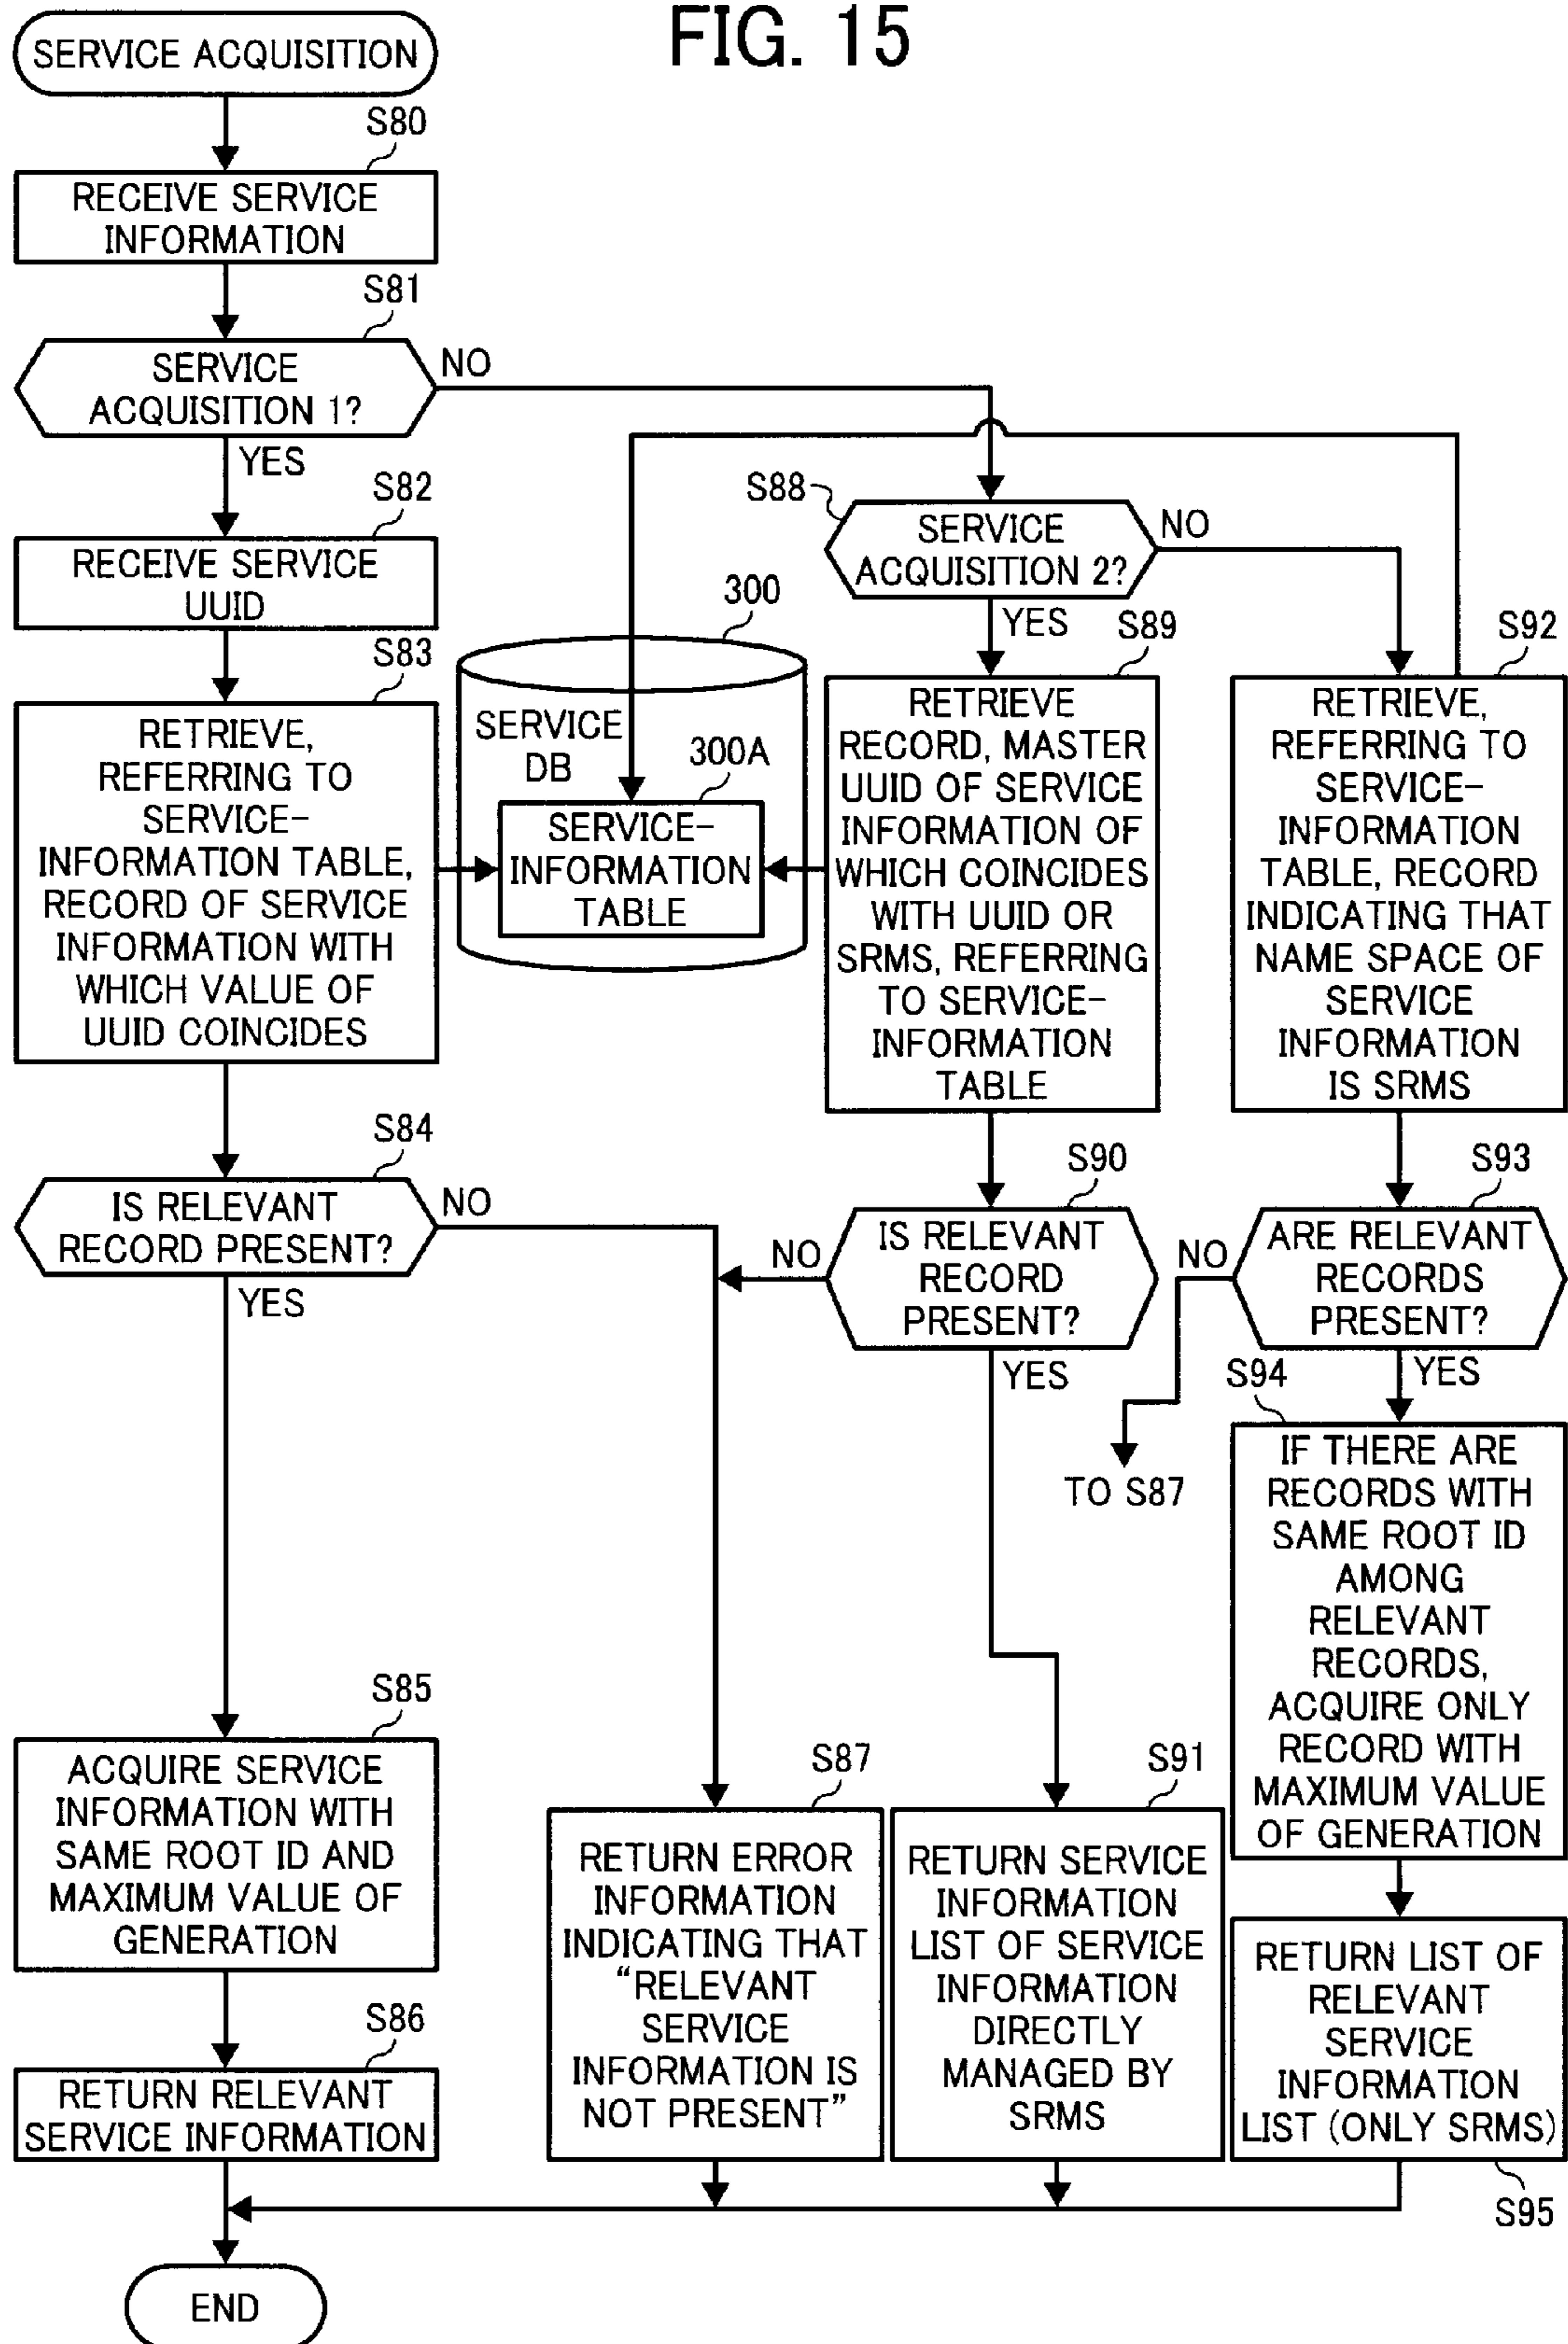 FIG. 15
SERVICE ACQUISITION
S80
RECEIVE SERVICE
INFORMATION
S81
SERVICE
ACQUISITION 1?
NO
YES
S82
RECEIVE SERVICE
UUID
S83
RETRIEVE,
REFERRING TO
SERVICE-
INFORMATION TABLE,
RECORD OF SERVICE
INFORMATION WITH
WHICH VALUE OF
UUID COINCIDES
300
SERVICE
DB
300A
SERVICE-
INFORMATION
TABLE
S84
IS RELEVANT
RECORD PRESENT?
NO
YES
S85
ACQUIRE SERVICE
INFORMATION WITH
SAME ROOT ID AND
MAXIMUM VALUE OF
GENERATION
S86
RETURN RELEVANT
SERVICE INFORMATION
S87
RETURN ERROR
INFORMATION
INDICATING THAT
“RELEVANT
SERVICE
INFORMATION IS
NOT PRESENT”
S88
SERVICE
ACQUISITION 2?
NO
YES
S89
RETRIEVE
RECORD, MASTER
UUID OF SERVICE
INFORMATION OF
WHICH COINCIDES
WITH UUID OR
SRMS, REFERRING
TO SERVICE-
INFORMATION
TABLE
S90
IS RELEVANT
RECORD
PRESENT?
NO
YES
S91
RETURN SERVICE
INFORMATION
LIST OF SERVICE
INFORMATION
DIRECTLY
MANAGED BY
SRMS
S92
RETRIEVE,
REFERRING TO
SERVICE-
INFORMATION
TABLE, RECORD
INDICATING THAT
NAME SPACE OF
SERVICE
INFORMATION
IS SRMS
S93
ARE RELEVANT
RECORDS
PRESENT?
NO
TO S87
YES
S94
IF THERE ARE
RECORDS WITH
SAME ROOT ID
AMONG
RELEVANT
RECORDS,
ACQUIRE ONLY
RECORD WITH
MAXIMUM VALUE
OF GENERATION
RETURN LIST OF
RELEVANT
SERVICE
INFORMATION
LIST (ONLY SRMS)
S95
END